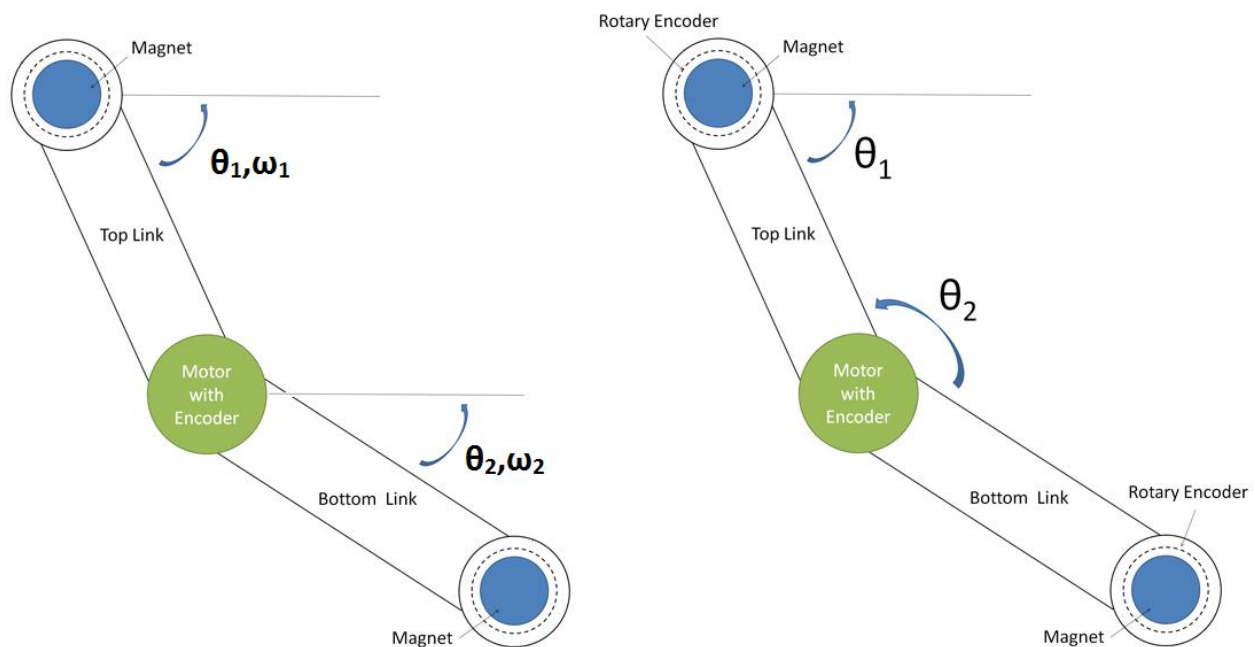 Magnet
θ₁,ω₁
Top Link
Motor
with
Encoder
θ₂,ω₂
Bottom Link
Magnet
Rotary Encoder
Magnet
θ₁
Top Link
θ₂
Motor
with
Encoder
Bottom Link
Rotary Encoder
Magnet